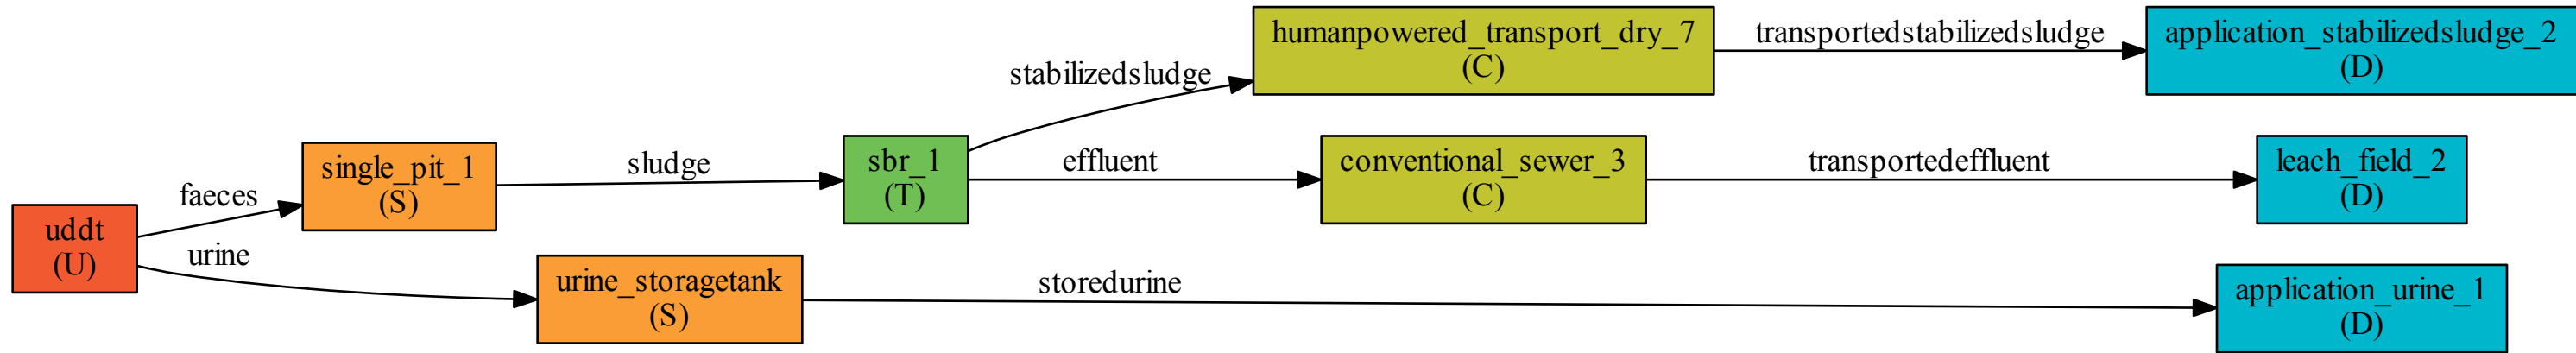 uddt
(U)
faeces
urine
single_pit_1
(S)
urine_storagetank
(S)
sludge
storedurine
sbr_1
(T)
stabilizedsludge
effluent
humanpowered_transport_dry_7
(C)
conventional_sewer_3
(C)
transportedstabilizedsludge
transportedeffluent
application_stabilizedsludge_2
(D)
leach_field_2
(D)
application_urine_1
(D)